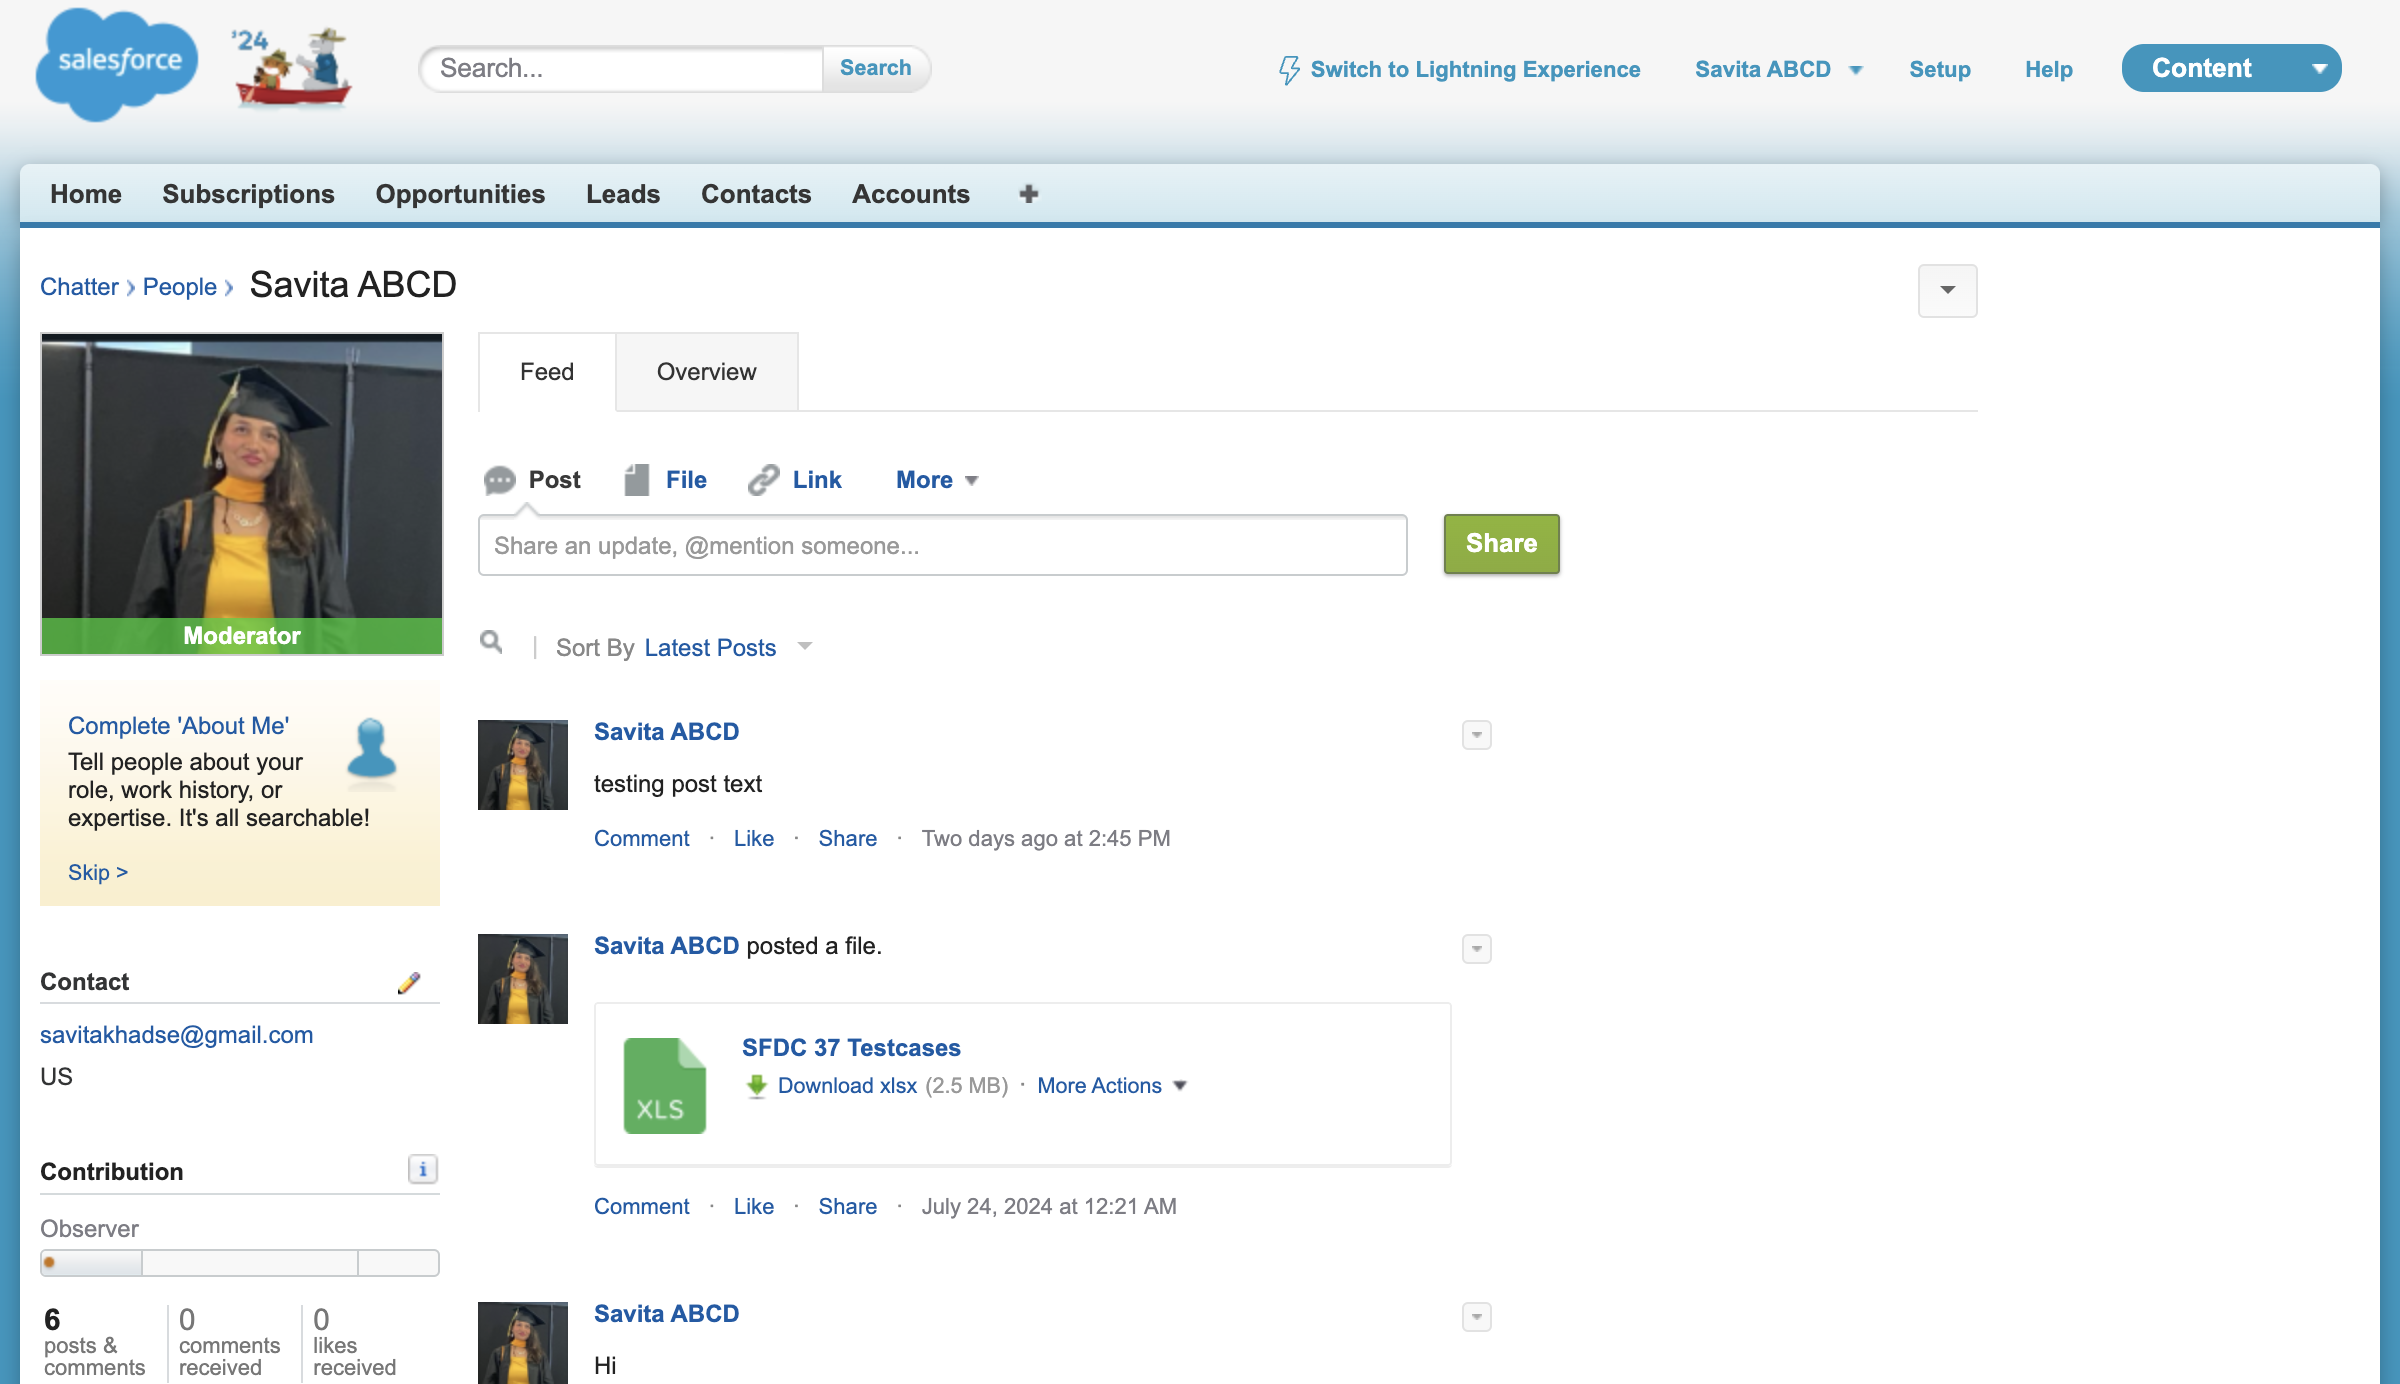 salesforce
'24
Search...
Search
Switch to Lightning Experience
Savita ABCD
Setup
Help
Content
Home
Subscriptions
Opportunities
Leads
Contacts
Accounts
Chatter
People
Savita ABCD
Moderator
Complete 'About Me'
Tell people about your
role, work history, or
expertise. It's all searchable!
Skip >
Contact
savitakhadse@gmail.com
US
Contribution
Observer
6
posts &
comments
0
comments
received
0
likes
received
Feed
Overview
Post
File
Link
More
Share an update, @mention someone...
Share
| Sort By Latest Posts
Savita ABCD
testing post text
Comment · Like · Share · Two days ago at 2:45 PM
Savita ABCD posted a file.
XLS
SFDC 37 Testcases
Download xlsx (2.5 MB) · More Actions
Comment · Like · Share · July 24, 2024 at 12:21 AM
Savita ABCD
Hi